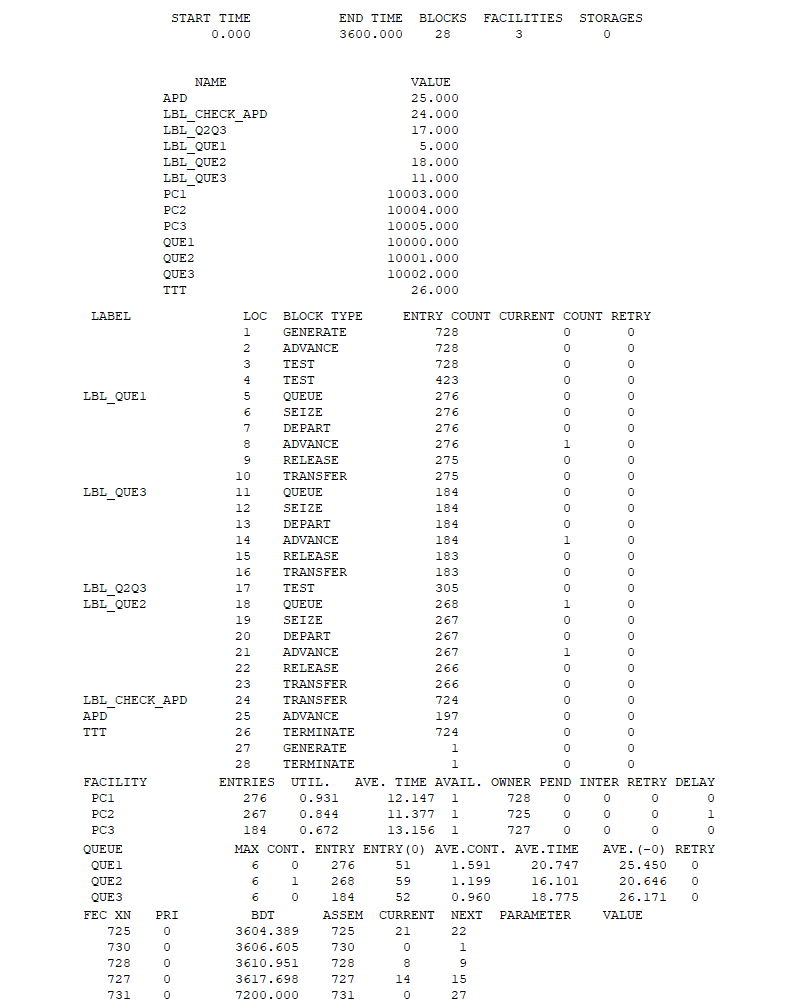 START TIME END TIME BLOCKS FACILITIES STORAGES
0.000 3600.000 28 3 0
NAME VALUE
APD 25.000
LBL_CHECK_APD 24.000
LBL_Q2Q3 17.000
LBL_QUE1 5.000
LBL_QUE2 18.000
LBL_QUE3 11.000
PC1 10003.000
PC2 10004.000
PC3 10005.000
QUE1 10000.000
QUE2 10001.000
QUE3 10002.000
TTT 26.000
LABEL LOC BLOCK TYPE ENTRY COUNT CURRENT COUNT RETRY
1 GENERATE 728 0 0
2 ADVANCE 728 0 0
3 TEST 728 0 0
4 TEST 423 0 0
LBL_QUE1 5 QUEUE 276 0 0
6 SEIZE 276 0 0
7 DEPART 276 0 0
8 ADVANCE 276 1 0
9 RELEASE 275 0 0
10 TRANSFER 275 0 0
LBL_QUE3 11 QUEUE 184 0 0
12 SEIZE 184 0 0
13 DEPART 184 0 0
14 ADVANCE 184 1 0
15 RELEASE 183 0 0
16 TRANSFER 183 0 0
LBL_Q2Q3 17 TEST 305 0 0
LBL_QUE2 18 QUEUE 268 1 0
19 SEIZE 267 0 0
20 DEPART 267 0 0
21 ADVANCE 267 1 0
22 RELEASE 266 0 0
23 TRANSFER 266 0 0
LBL_CHECK_APD 24 TRANSFER 724 0 0
APD 25 ADVANCE 197 0 0
TTT 26 TERMINATE 724 0 0
27 GENERATE 1 0 0
28 TERMINATE 1 0 0
FACILITY ENTRIES UTIL. AVE. TIME AVAIL. OWNER PEND INTER RETRY DELAY
PC1 276 0.931 12.147 1 728 0 0 0 0
PC2 267 0.844 11.377 1 725 0 0 0 1
PC3 184 0.672 13.156 1 727 0 0 0 0
QUEUE MAX CONT. ENTRY ENTRY(0) AVE.CONT. AVE.TIME AVE.(-0) RETRY
QUE1 6 0 276 51 1.591 20.747 25.450 0
QUE2 6 1 268 59 1.199 16.101 20.646 0
QUE3 6 0 184 52 0.960 18.775 26.171 0
FEC XN PRI BDT ASSEM CURRENT NEXT PARAMETER VALUE
725 0 3604.389 725 21 22
730 0 3606.605 730 0 1
728 0 3610.951 728 8 9
727 0 3617.698 727 14 15
731 0 7200.000 731 0 27